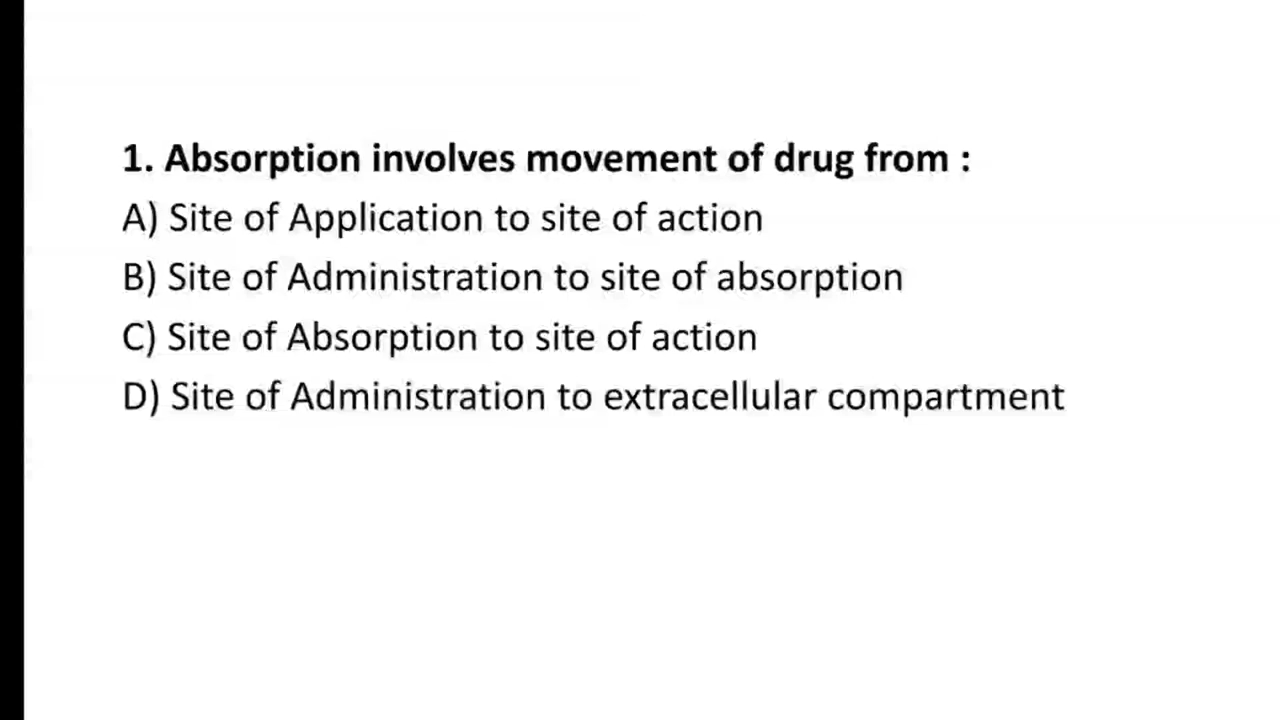 1. Absorption involves movement of drug from :
A) Site of Application to site of action
B) Site of Administration to site of absorption
C) Site of Absorption to site of action
D) Site of Administration to extracellular compartment